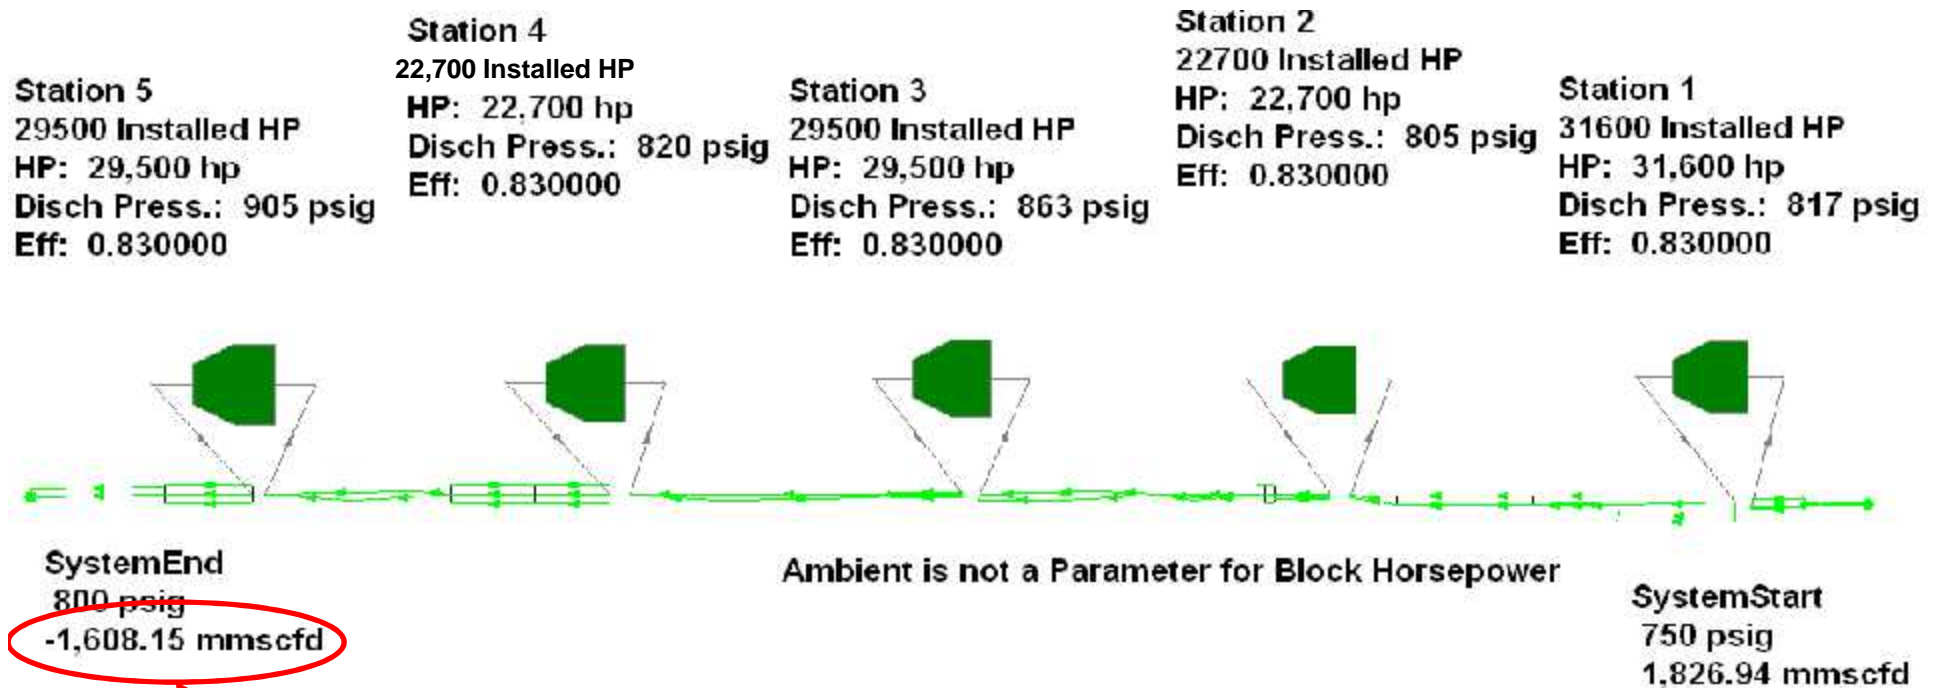 Station 5
29500 Installed HP
HP: 29,500 hp
Disch Press.: 905 psig
Eff: 0.830000
Station 4
22,700 Installed HP
HP: 22,700 hp
Disch Press.: 820 psig
Eff: 0.830000
Station 3
29500 Installed HP
HP: 29,500 hp
Disch Press.: 863 psig
Eff: 0.830000
Station 2
22700 Installed HP
HP: 22,700 hp
Disch Press.: 805 psig
Eff: 0.830000
Station 1
31600 Installed HP
HP: 31,600 hp
Disch Press.: 817 psig
Eff: 0.830000
SystemEnd
800 psig
-1,608.15 mmscfd
Ambient is not a Parameter for Block Horsepower
SystemStart
750 psig
1,826.94 mmscfd